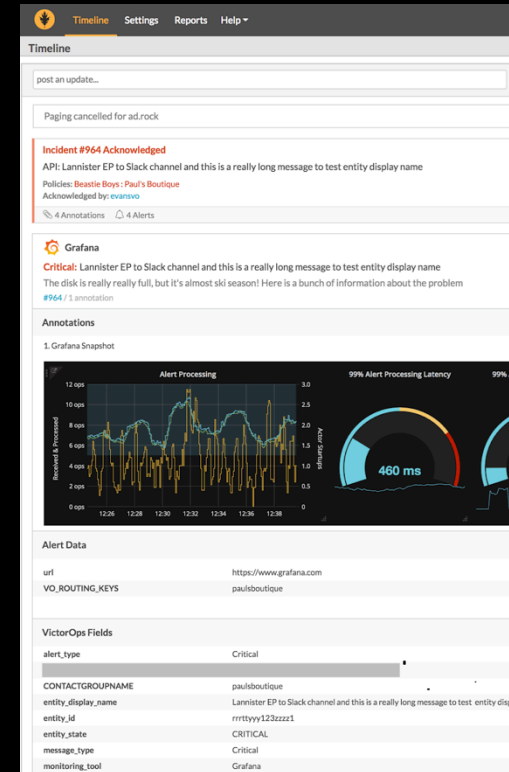 Timeline Settings Reports Help
Timeline
post an update...
Paging cancelled for ad.rock
Incident #964 Acknowledged
API: Lannister EP to Slack channel and this is a really long message to test entity display name
Policies: Beastie Boys : Paul's Boutique
Acknowledged by: evansvo
4 Annotations 4 Alerts
Grafana
Critical: Lannister EP to Slack channel and this is a really long message to test entity display name
The disk is really really full, but it's almost ski season! Here is a bunch of information about the problem
#964 / 1 annotation
Annotations
1. Grafana Snapshot
Alert Processing
12 ops
10 ops
8 ops
6 ops
4 ops
2 ops
0 ops
Received & Processed
3.0
2.5
2.0
1.5
1.0
0.5
0
Actor Startups
12:26 12:28 12:30 12:32 12:34 12:36 12:38
99% Alert Processing Latency
460 ms
99%
Alert Data
url https://www.grafana.com
VO_ROUTING_KEYS paulsboutique
VictorOps Fields
alert_type Critical
CONTACTGROUPNAME paulsboutique
entity_display_name Lannister EP to Slack channel and this is a really long message to test entity disp
entity_id rrrttyyy123zzzz1
entity_state CRITICAL
message_type Critical
monitoring_tool Grafana